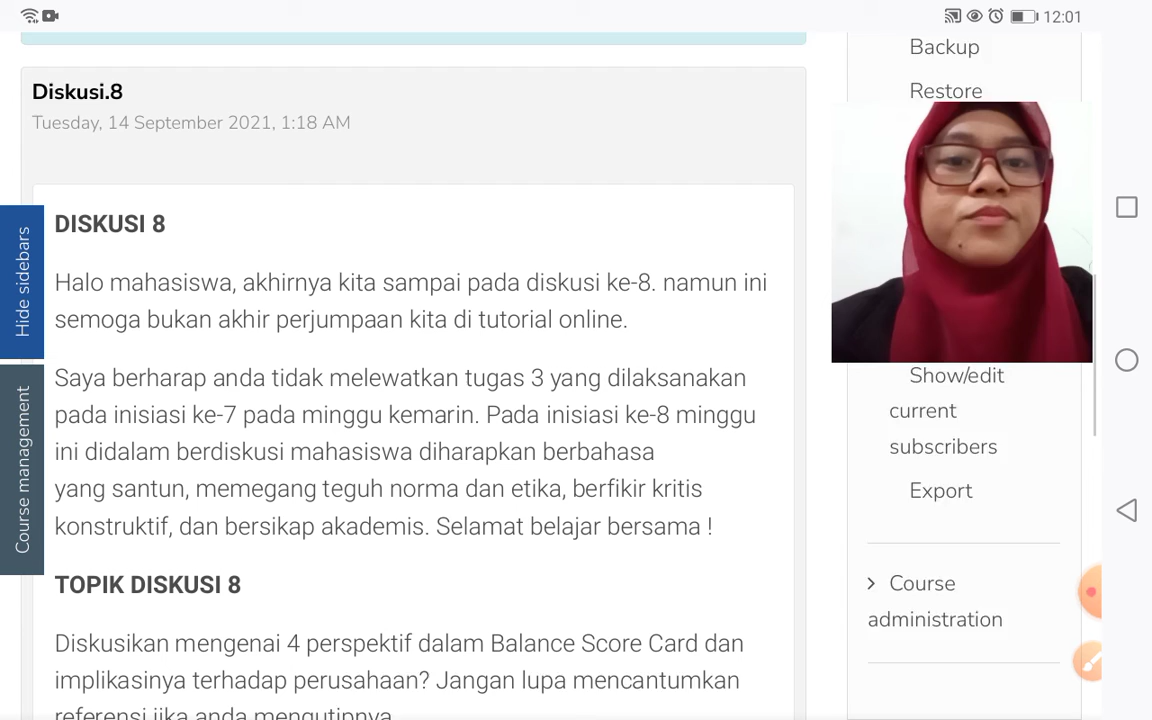 12:01
Diskusi.8
Tuesday, 14 September 2021, 1:18 AM
DISKUSI 8
Halo mahasiswa, akhirnya kita sampai pada diskusi ke-8. namun ini
semoga bukan akhir perjumpaan kita di tutorial online.
Saya berharap anda tidak melewatkan tugas 3 yang dilaksanakan
pada inisiasi ke-7 pada minggu kemarin. Pada inisiasi ke-8 minggu
ini didalam berdiskusi mahasiswa diharapkan berbahasa
yang santun, memegang teguh norma dan etika, berfikir kritis
konstruktif, dan bersikap akademis. Selamat belajar bersama !
TOPIK DISKUSI 8
Diskusikan mengenai 4 perspektif dalam Balance Score Card dan
implikasinya terhadap perusahaan? Jangan lupa mencantumkan
referensi jika anda mengutipnya
Hide sidebars
Course management
Backup
Restore
Show/edit
current
subscribers
Export
Course
administration